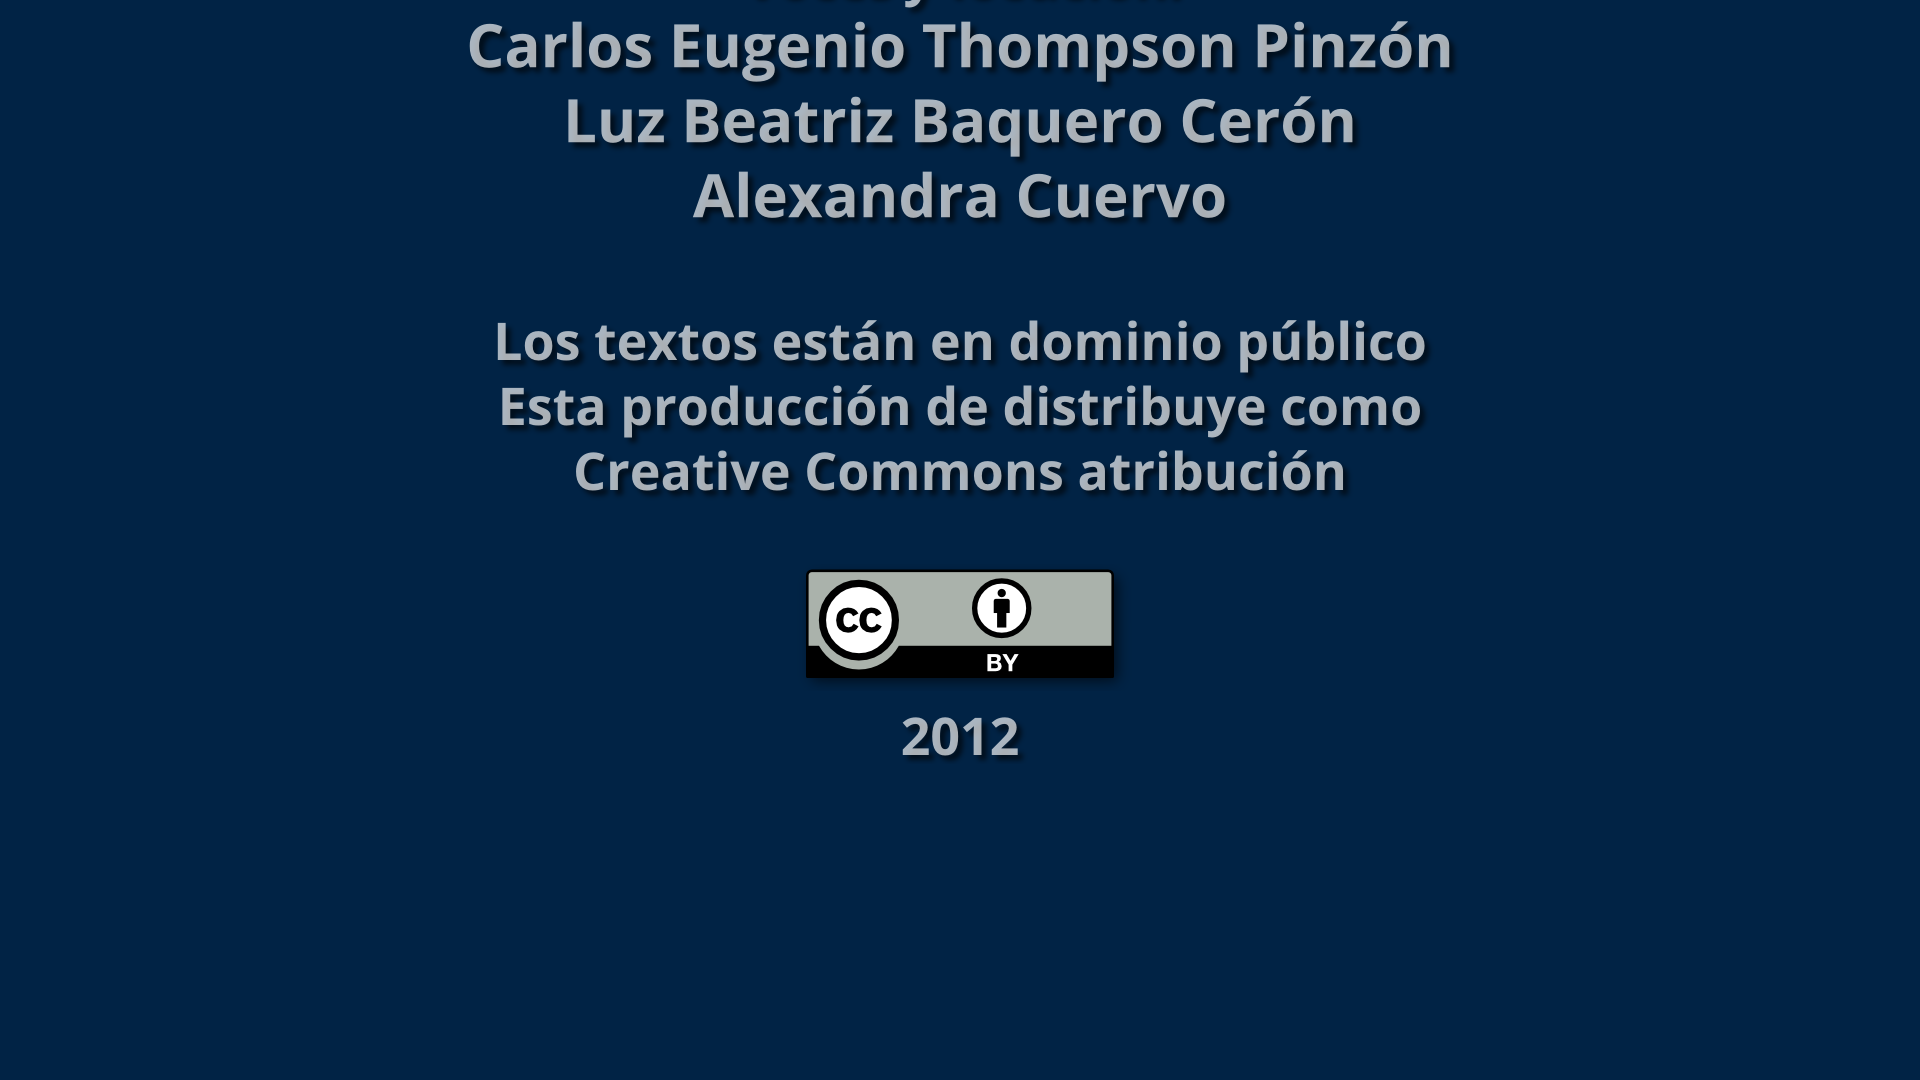 Carlos Eugenio Thompson Pinzón
Luz Beatriz Baquero Cerón
Alexandra Cuervo
Los textos están en dominio público
Esta producción de distribuye como
Creative Commons atribución
CC
BY
2012